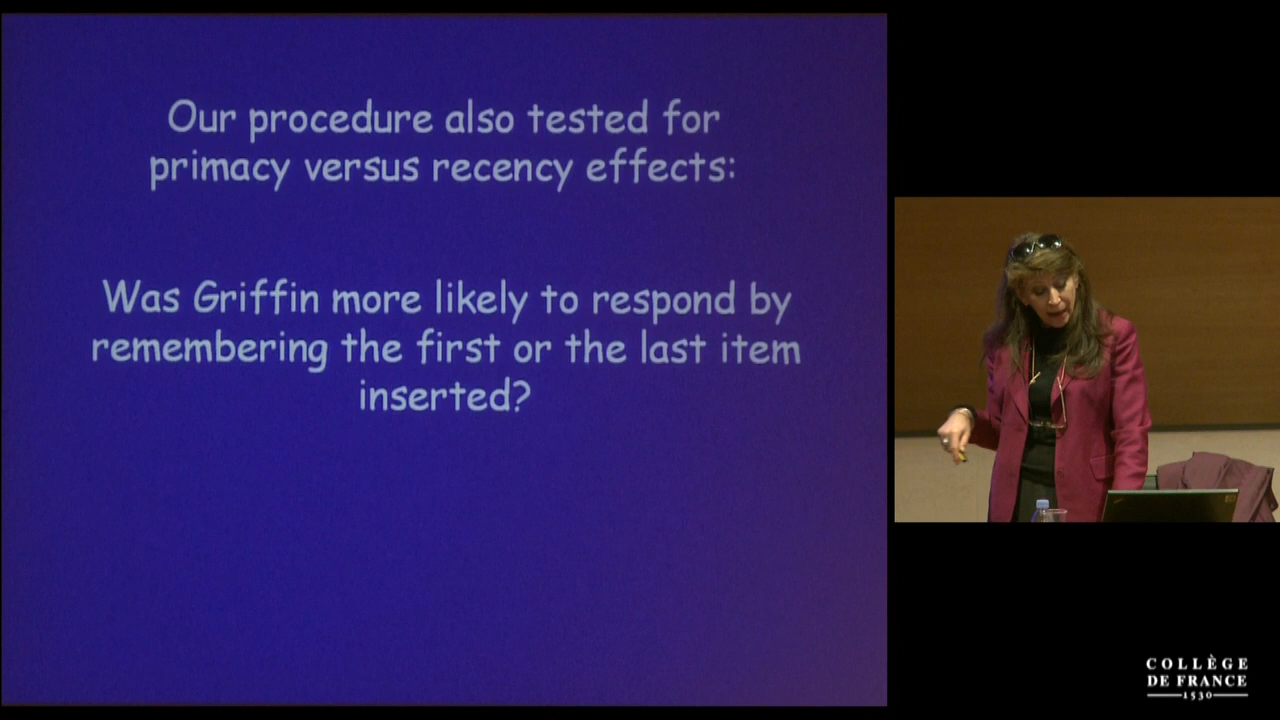 Our procedure also tested for
primacy versus recency effects:
Was Griffin more likely to respond by
remembering the first or the last item
inserted?
COLLÈGE
DE FRANCE
1530